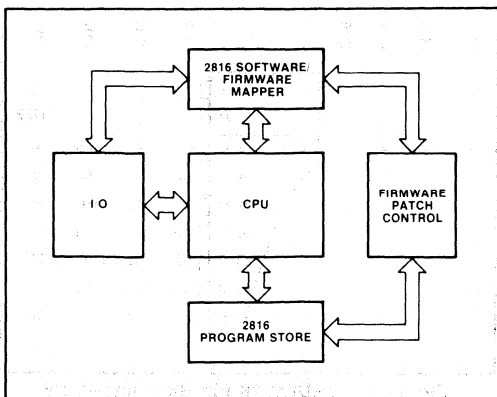 2816 SOFTWARE/
FIRMWARE
MAPPER
I O
CPU
FIRMWARE
PATCH
CONTROL
2816
PROGRAM STORE